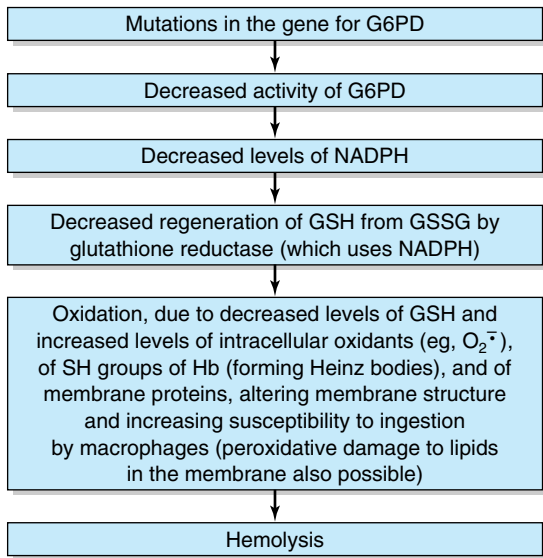 Mutations in the gene for G6PD
Decreased activity of G6PD
Decreased levels of NADPH
Decreased regeneration of GSH from GSSG by
glutathione reductase (which uses NADPH)
Oxidation, due to decreased levels of GSH and
increased levels of intracellular oxidants (eg, O₂⁻•),
of SH groups of Hb (forming Heinz bodies), and of
membrane proteins, altering membrane structure
and increasing susceptibility to ingestion
by macrophages (peroxidative damage to lipids
in the membrane also possible)
Hemolysis